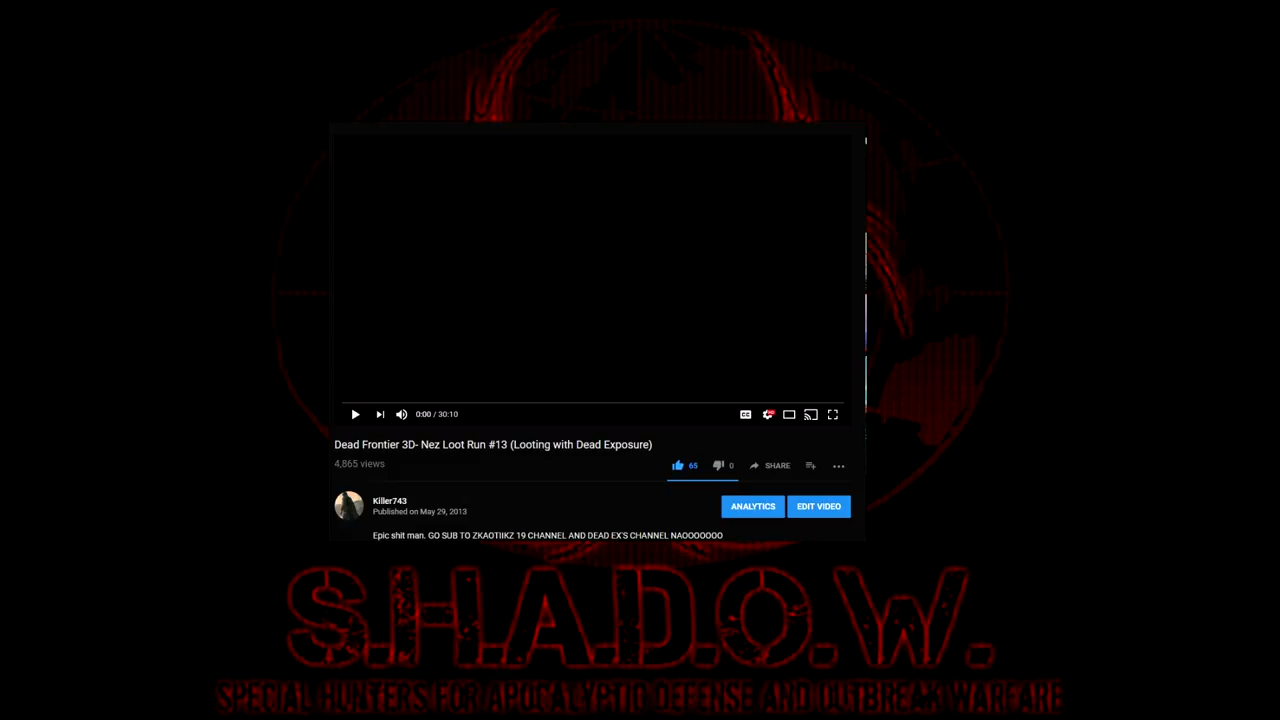 0:00 / 30:10
CC
HD
Dead Frontier 3D- Nez Loot Run #13 (Looting with Dead Exposure)
4,865 views
65
0
SHARE
Killer743
Published on May 29, 2013
ANALYTICS
EDIT VIDEO
Epic shit man. GO SUB TO ZKAOTIIKZ 19 CHANNEL AND DEAD EX'S CHANNEL NAOOOOOOO
S.H.A.D.O.W.
SPECIAL HUNTERS FOR APOCALYPTIC DEFENSE AND OUTBREAK WARFARE